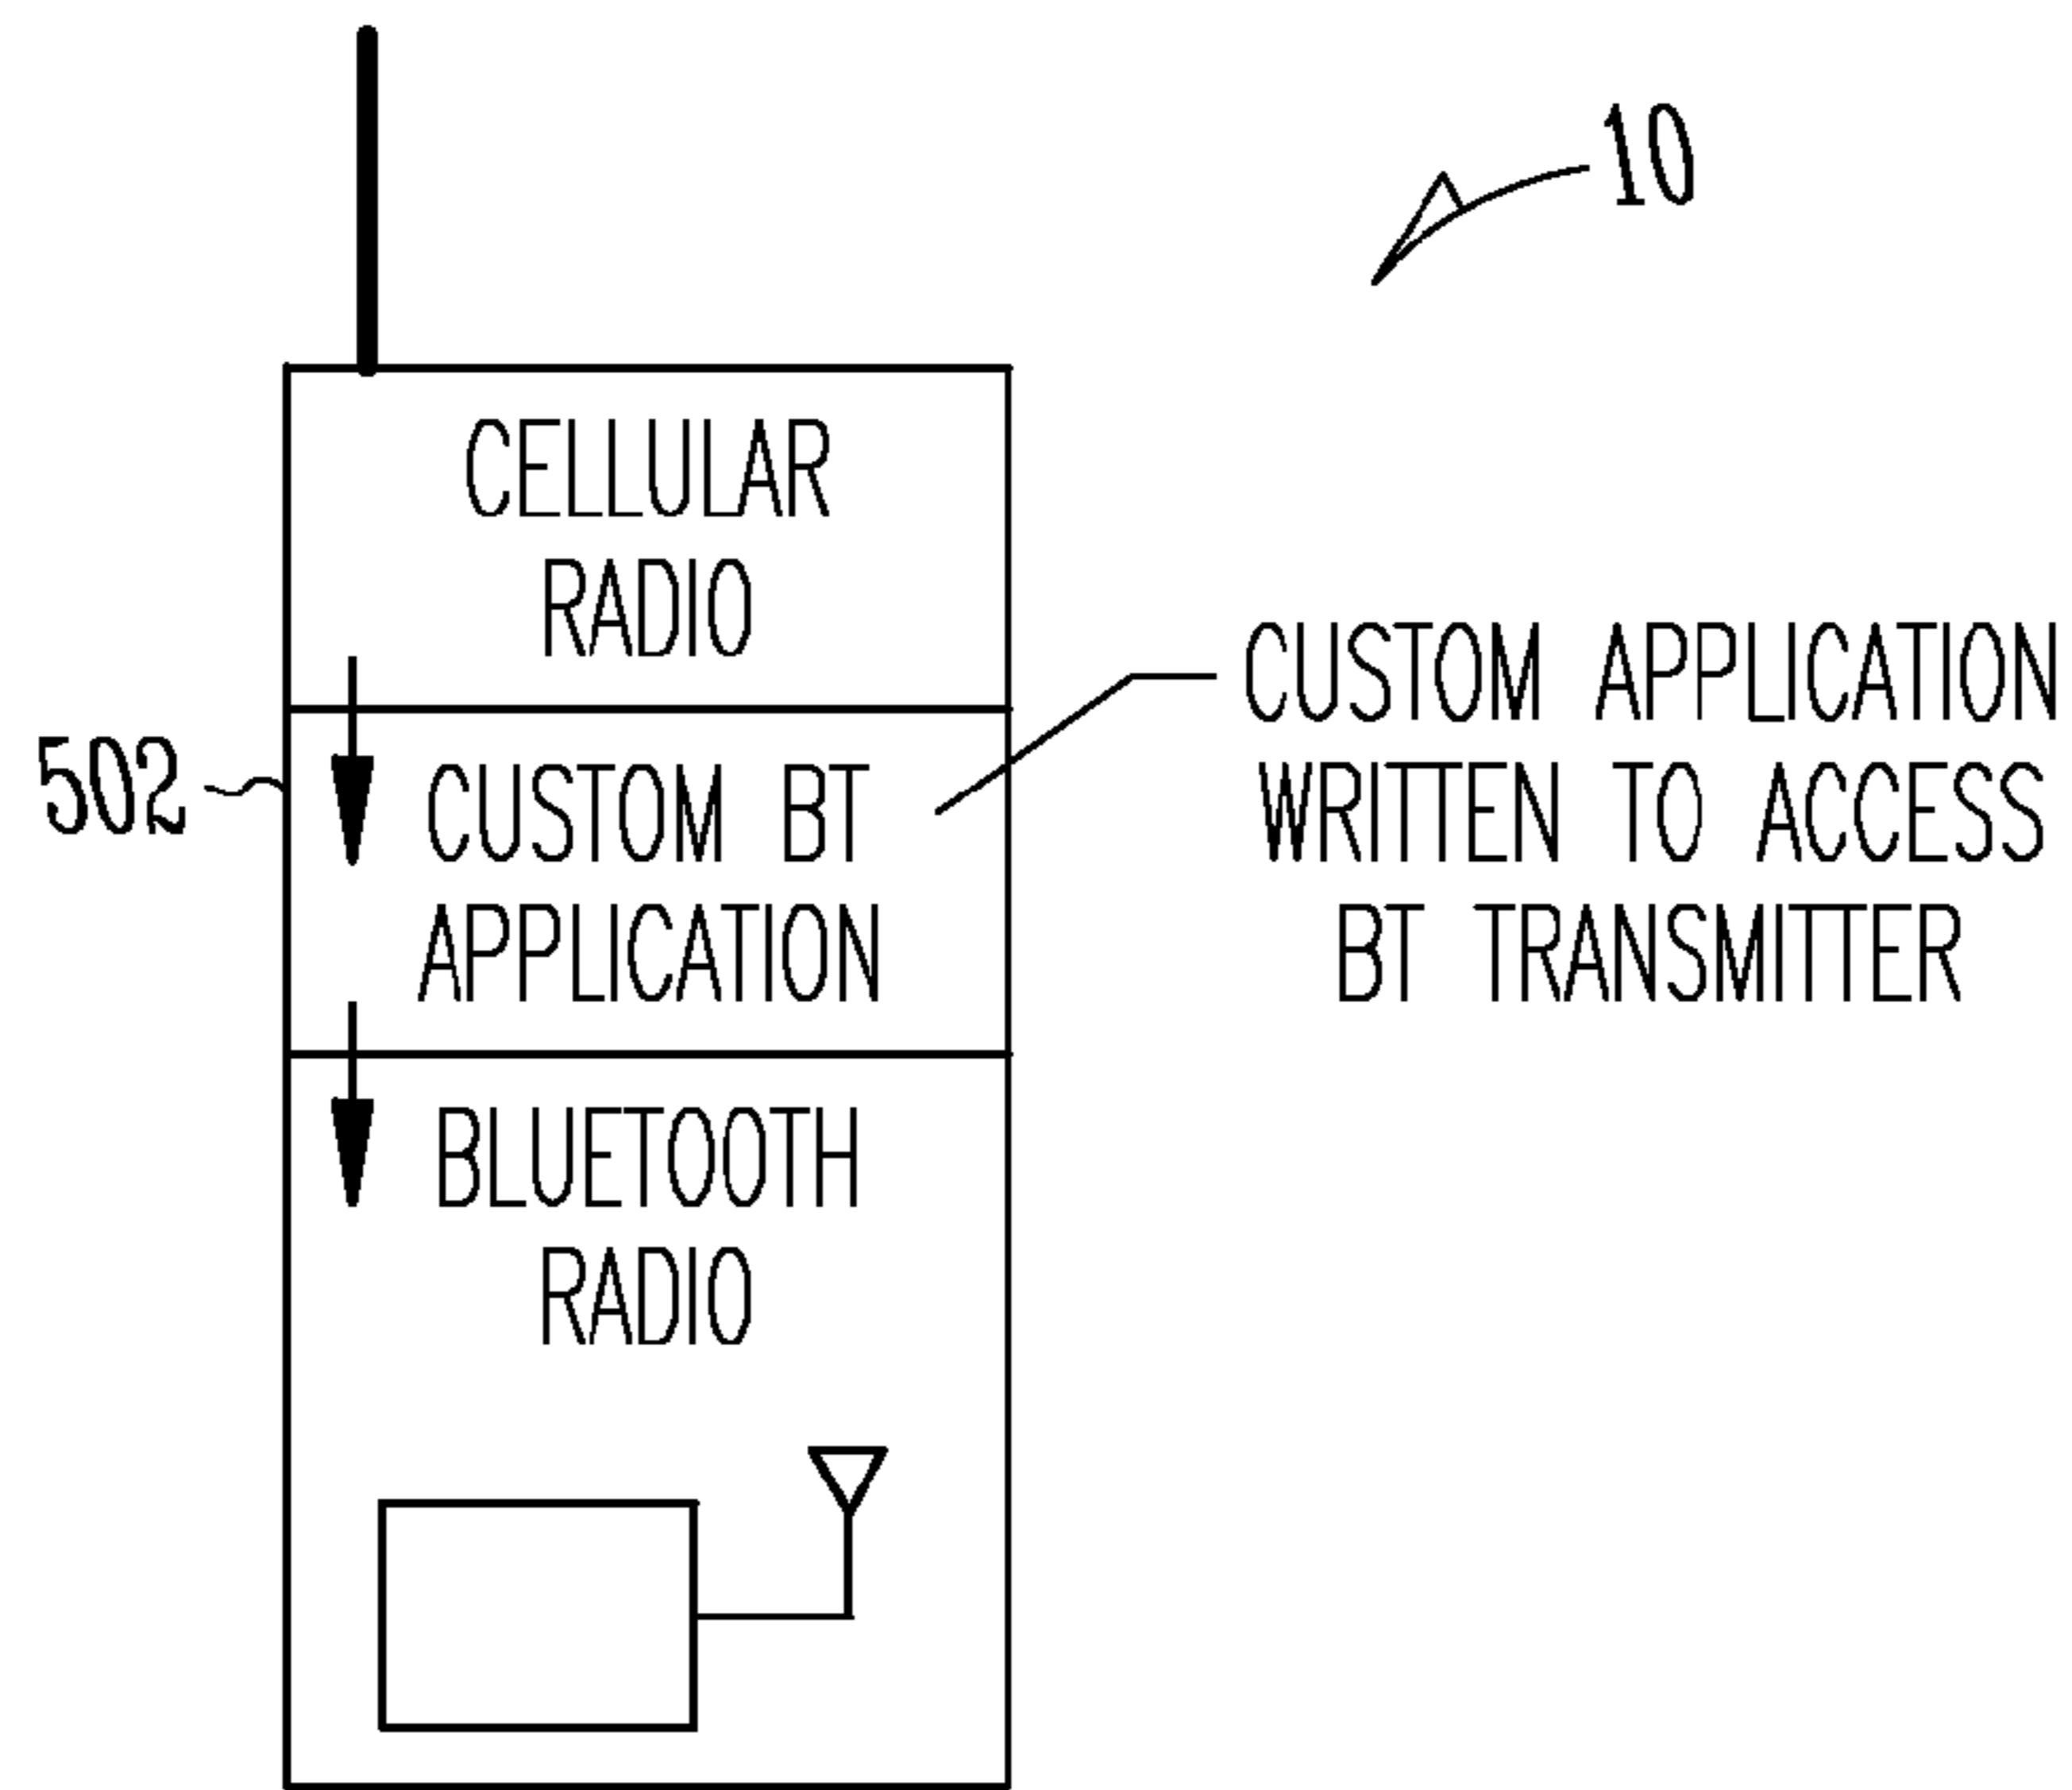 10
CELLULAR
RADIO
502
CUSTOM BT
APPLICATION
CUSTOM APPLICATION
WRITTEN TO ACCESS
BT TRANSMITTER
BLUETOOTH
RADIO